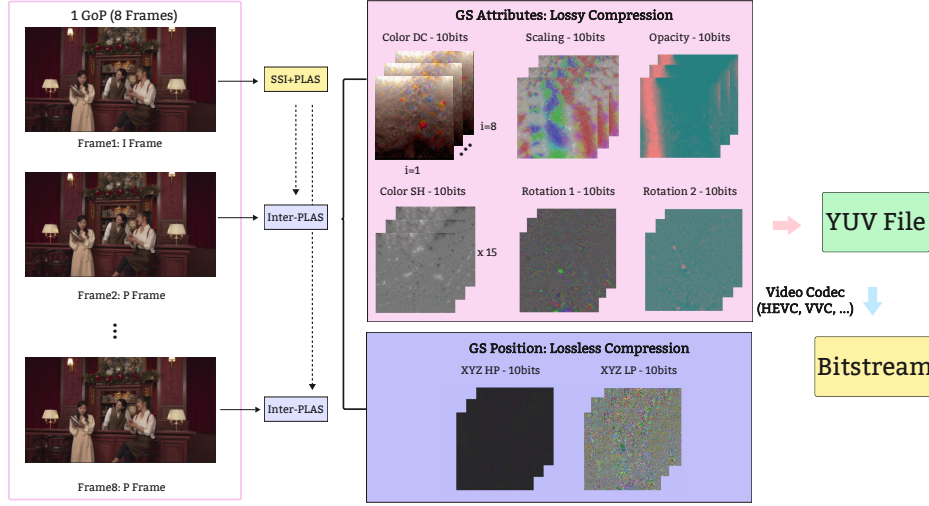 1 GoP (8 Frames)
Frame1: I Frame
Frame2: P Frame
Frame8: P Frame
SSI+PLAS
Inter-PLAS
Inter-PLAS
GS Attributes: Lossy Compression
Color DC - 10bits
Scaling - 10bits
Opacity - 10bits
i=8
i=1
Color SH - 10bits
Rotation 1 - 10bits
Rotation 2 - 10bits
x 15
GS Position: Lossless Compression
XYZ HP - 10bits
XYZ LP - 10bits
YUV File
Video Codec
(HEVC, VVC, ...)
Bitstream